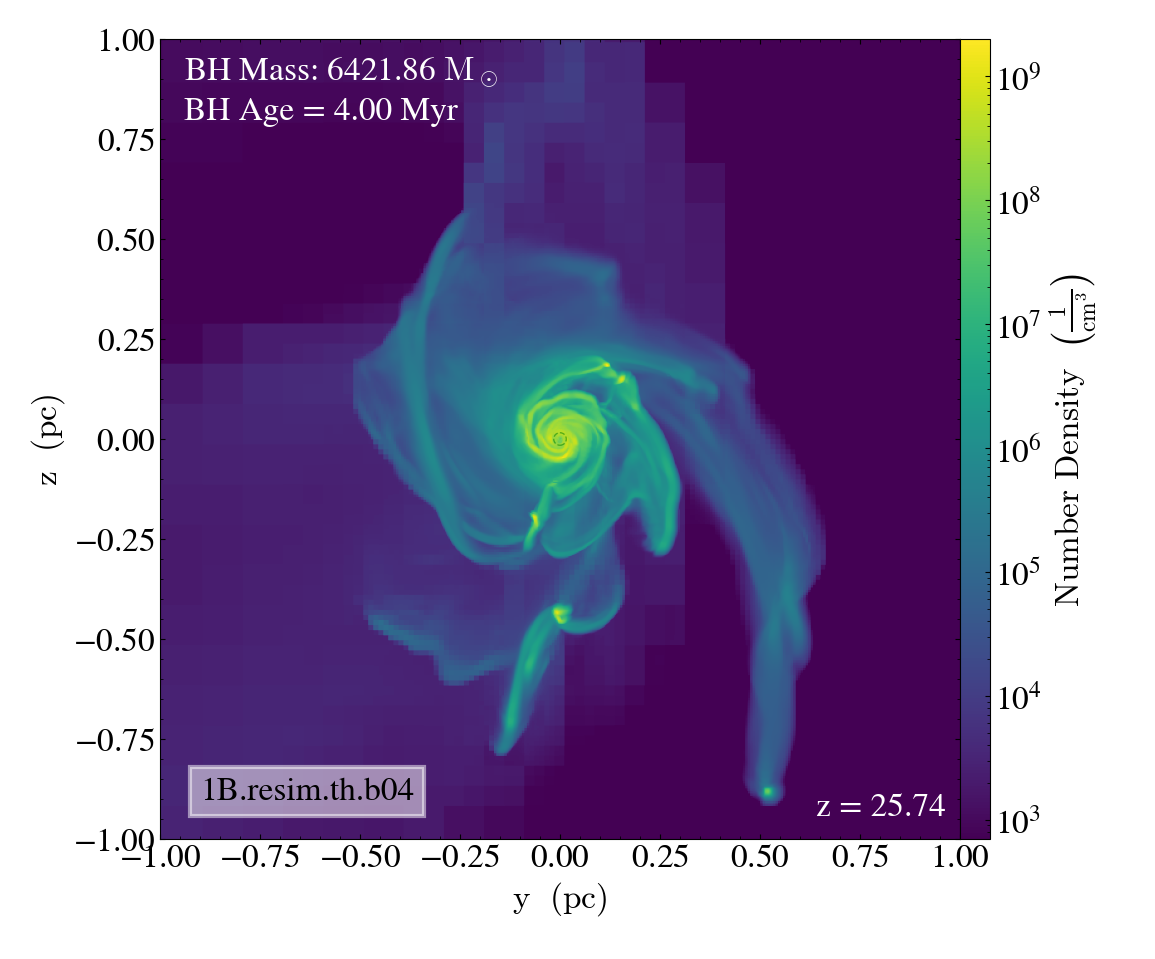 BH Mass: 6421.86 M⊙
BH Age = 4.00 Myr
1B.resim.th.b04
z = 25.74
1.00
0.75
0.50
0.25
0.00
−0.25
−0.50
−0.75
−1.00
z (pc)
−1.00 −0.75 −0.50 −0.25 0.00 0.25 0.50 0.75 1.00
y (pc)
10⁹
10⁸
10⁷
10⁶
10⁵
10⁴
10³
Number Density (1/cm³)